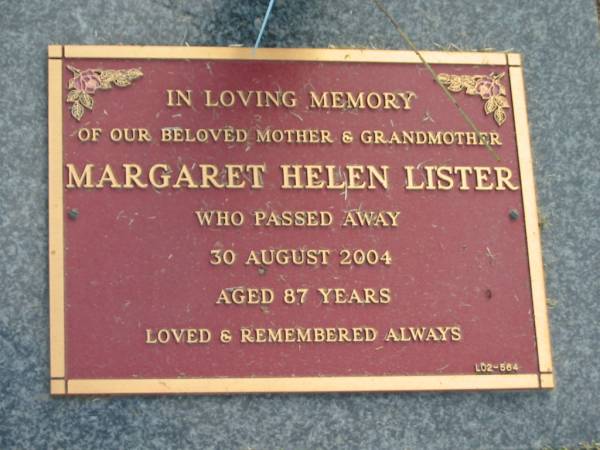 IN LOVING MEMORY
OF OUR BELOVED MOTHER & GRANDMOTHER
MARGARET HELEN LISTER
WHO PASSED AWAY
30 AUGUST 2004
AGED 87 YEARS
LOVED & REMEMBERED ALWAYS
L02-564